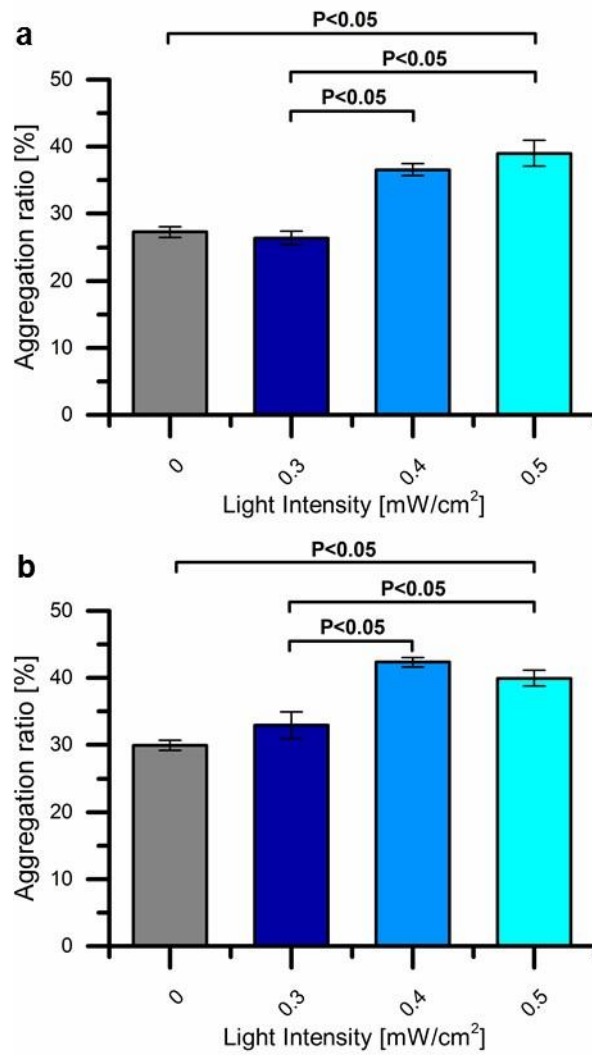 a
P<0.05
P<0.05
P<0.05
50
40
30
20
10
0
Aggregation ratio [%]
0 0.3 0.4 0.5
Light Intensity [mW/cm²]
b
P<0.05
P<0.05
P<0.05
50
40
30
20
10
0
Aggregation ratio [%]
0 0.3 0.4 0.5
Light Intensity [mW/cm²]